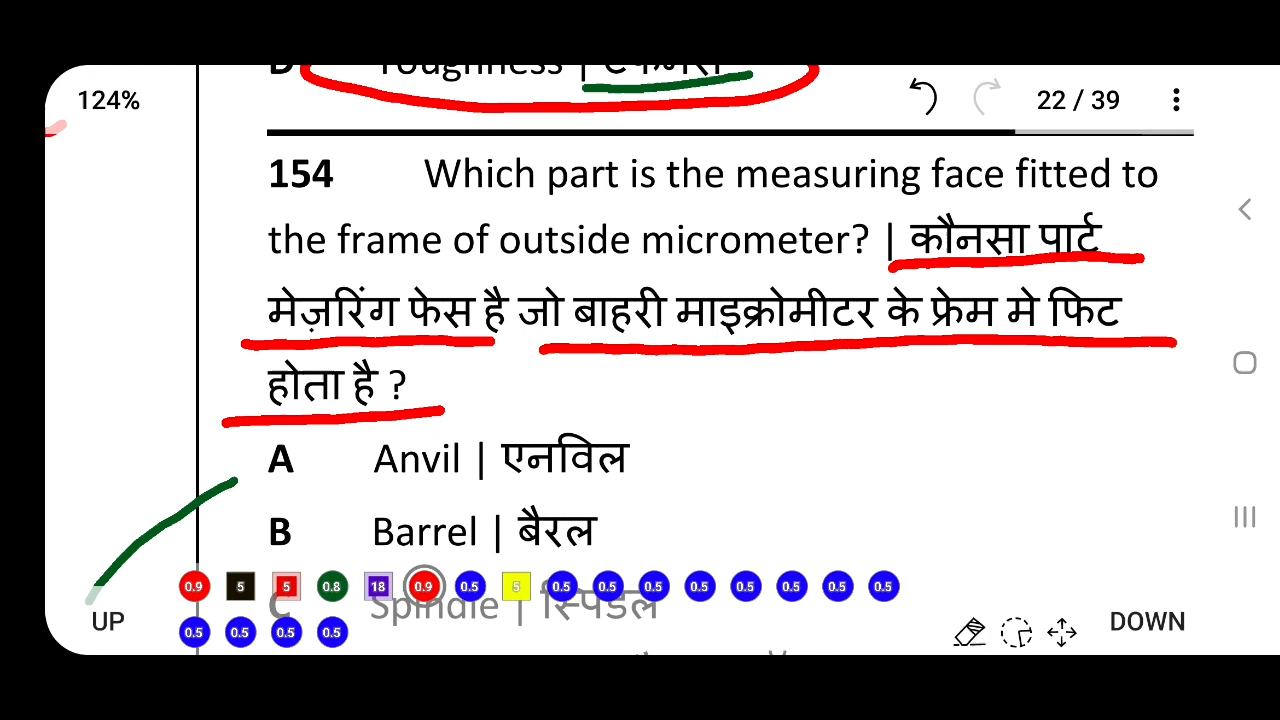 124%
Roughness |
22 / 39
154 Which part is the measuring face fitted to
the frame of outside micrometer? | कौनसा पार्ट
मेज़रिंग फेस है जो बाहरी माइक्रोमीटर के फ्रेम मे फिट
होता है ?
A Anvil | एनविल
B Barrel | बैरल
0.9 5 5 0.8 18 0.9 0.5 5 0.5 0.5 0.5 0.5 0.5 0.5 0.5 0.5
C Spindle | स्पिंडल
UP
0.5 0.5 0.5 0.5
DOWN